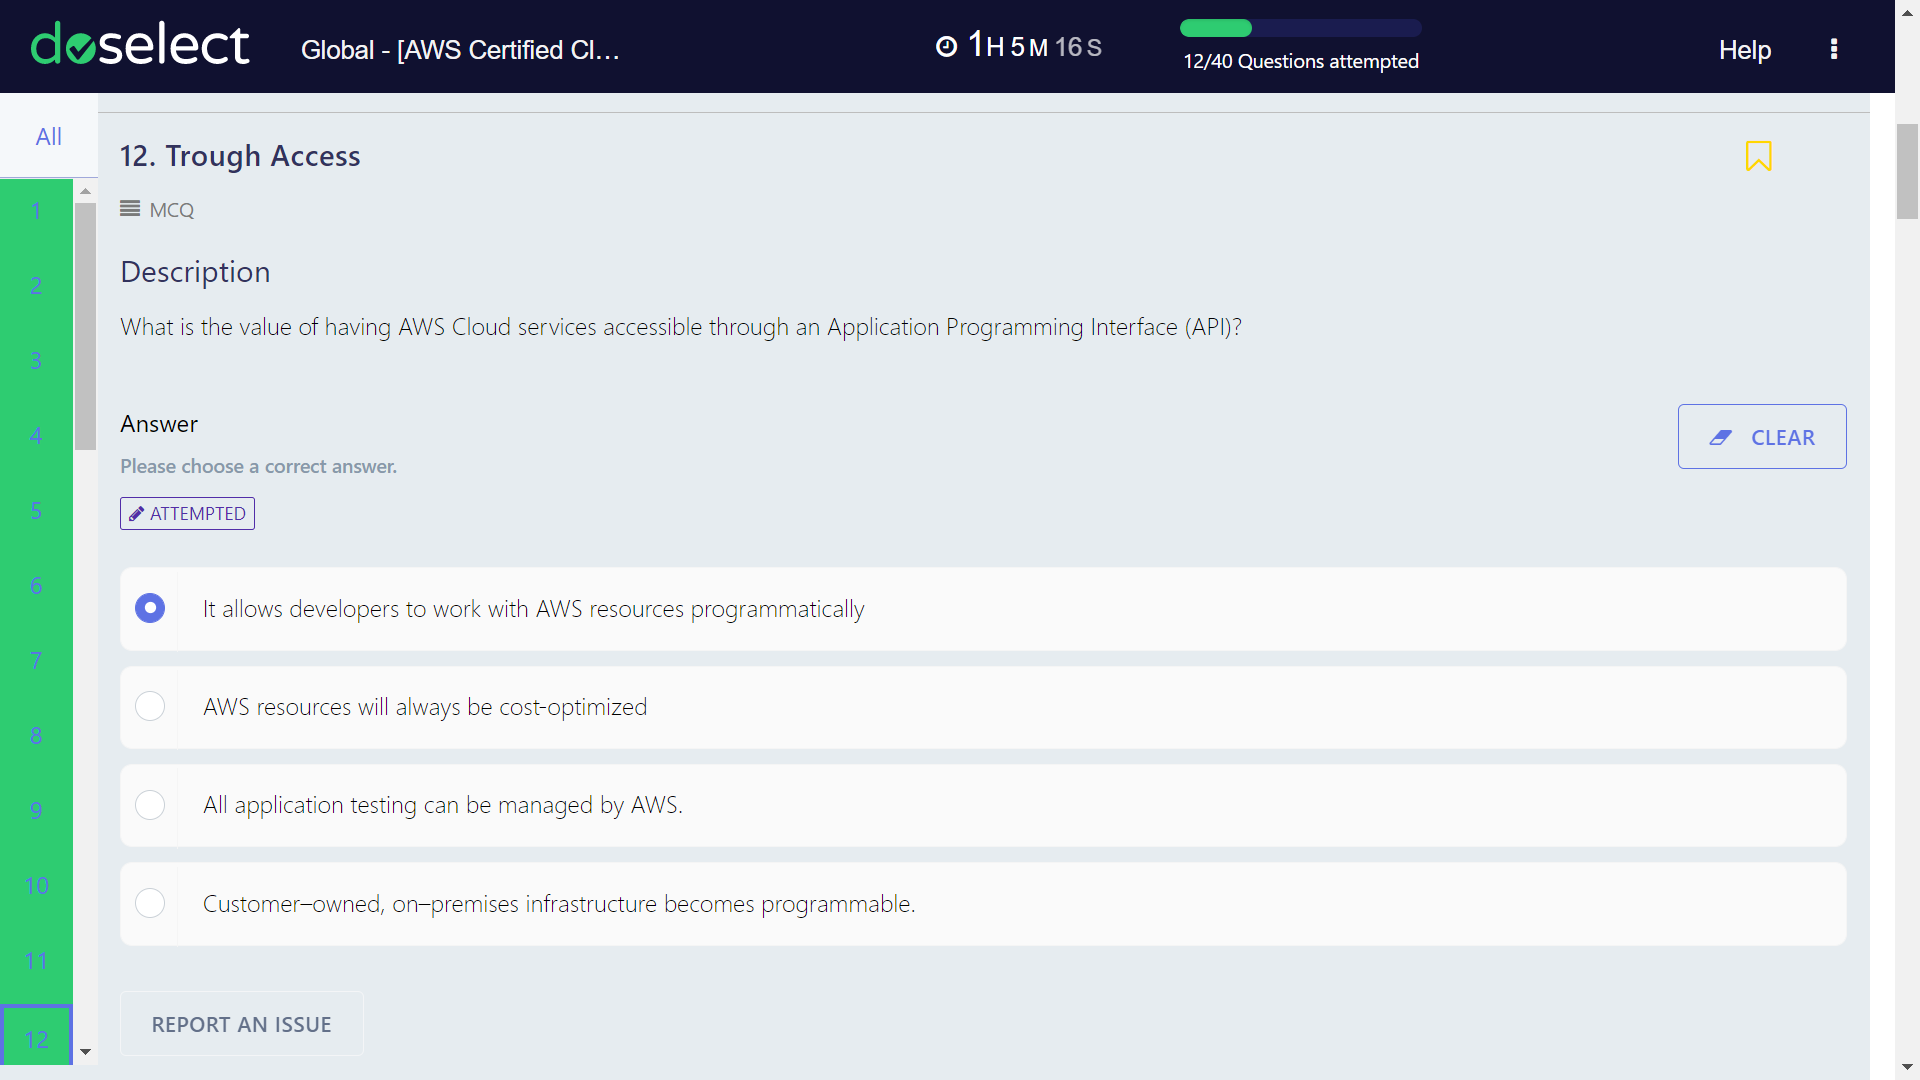 doselect
Global - [AWS Certified Cl...
1H 5M 16S
12/40 Questions attempted
Help
All
1
2
3
4
5
6
7
8
9
10
11
12
12. Trough Access
MCQ
Description
What is the value of having AWS Cloud services accessible through an Application Programming Interface (API)?
Answer
Please choose a correct answer.
CLEAR
ATTEMPTED
It allows developers to work with AWS resources programmatically
AWS resources will always be cost-optimized
All application testing can be managed by AWS.
Customer–owned, on–premises infrastructure becomes programmable.
REPORT AN ISSUE